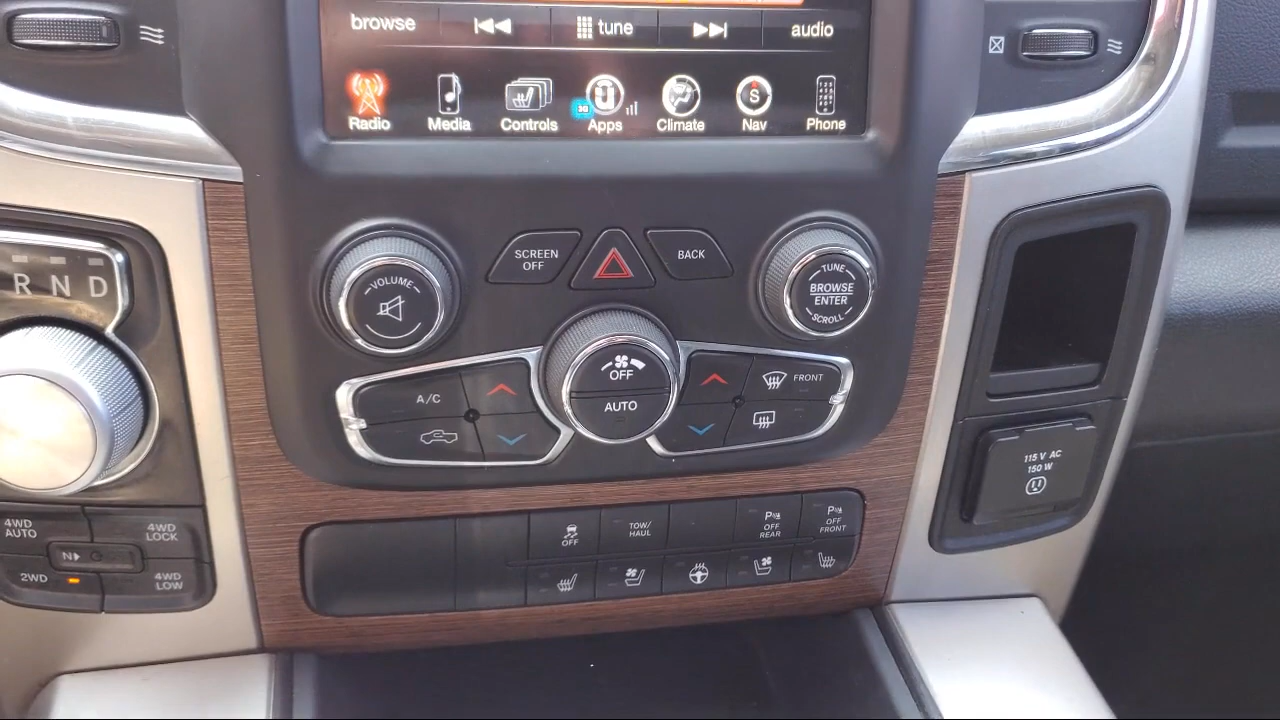 browse
tune
audio
Radio
Media
Controls
3G
Apps
S
Climate
Nav
Phone
R N D
VOLUME
SCREEN
OFF
BACK
TUNE
BROWSE
ENTER
SCROLL
OFF
AUTO
A/C
FRONT
115 V AC
150 W
4WD
AUTO
4WD
LOCK
N
2WD
4WD
LOW
OFF
TOW/
HAUL
P
OFF
REAR
P
OFF
FRONT